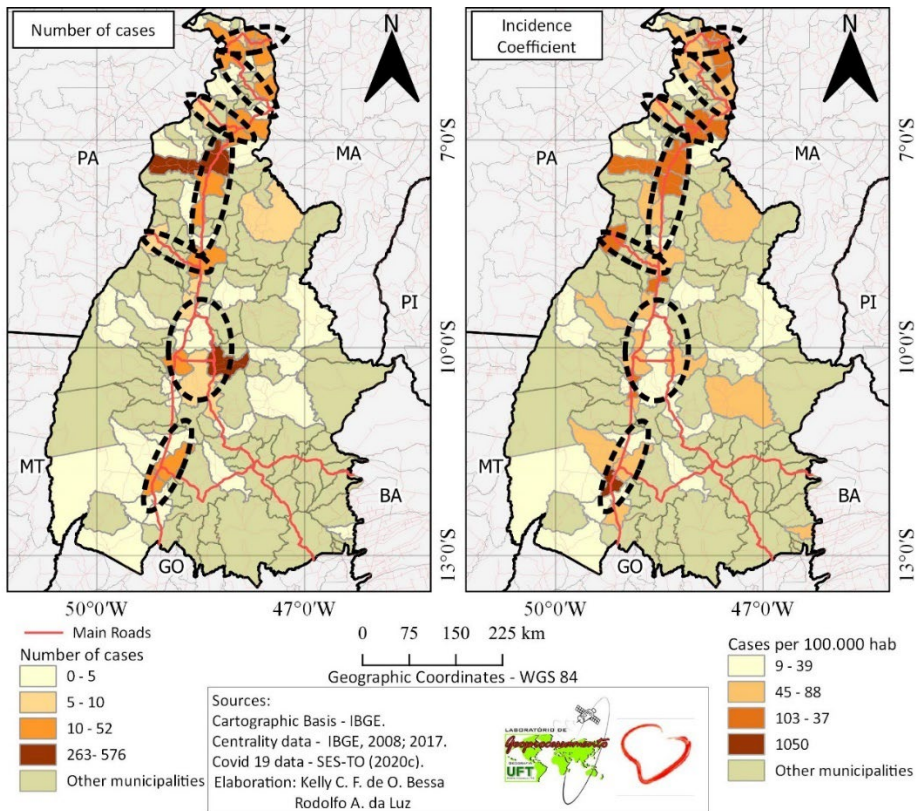 Number of cases
N
PA
MA
PI
MT
BA
GO
Incidence
Coefficient
N
PA
MA
PI
MT
BA
GO
7°0'S
10°0'S
13°0'S
7°0'S
10°0'S
13°0'S
50°0'W
47°0'W
50°0'W
47°0'W
Main Roads
Number of cases
0 - 5
5 - 10
10 - 52
263- 576
Other municipalities
0 75 150 225 km
Geographic Coordinates - WGS 84
Sources:
Cartographic Basis - IBGE.
Centrality data - IBGE, 2008; 2017.
Covid 19 data - SES-TO (2020c).
Elaboration: Kelly C. F. de O. Bessa
Rodolfo A. da Luz
LABORATÓRIO DE
Geoprocessamento
UFT
Cases per 100.000 hab
9 - 39
45 - 88
103 - 37
1050
Other municipalities